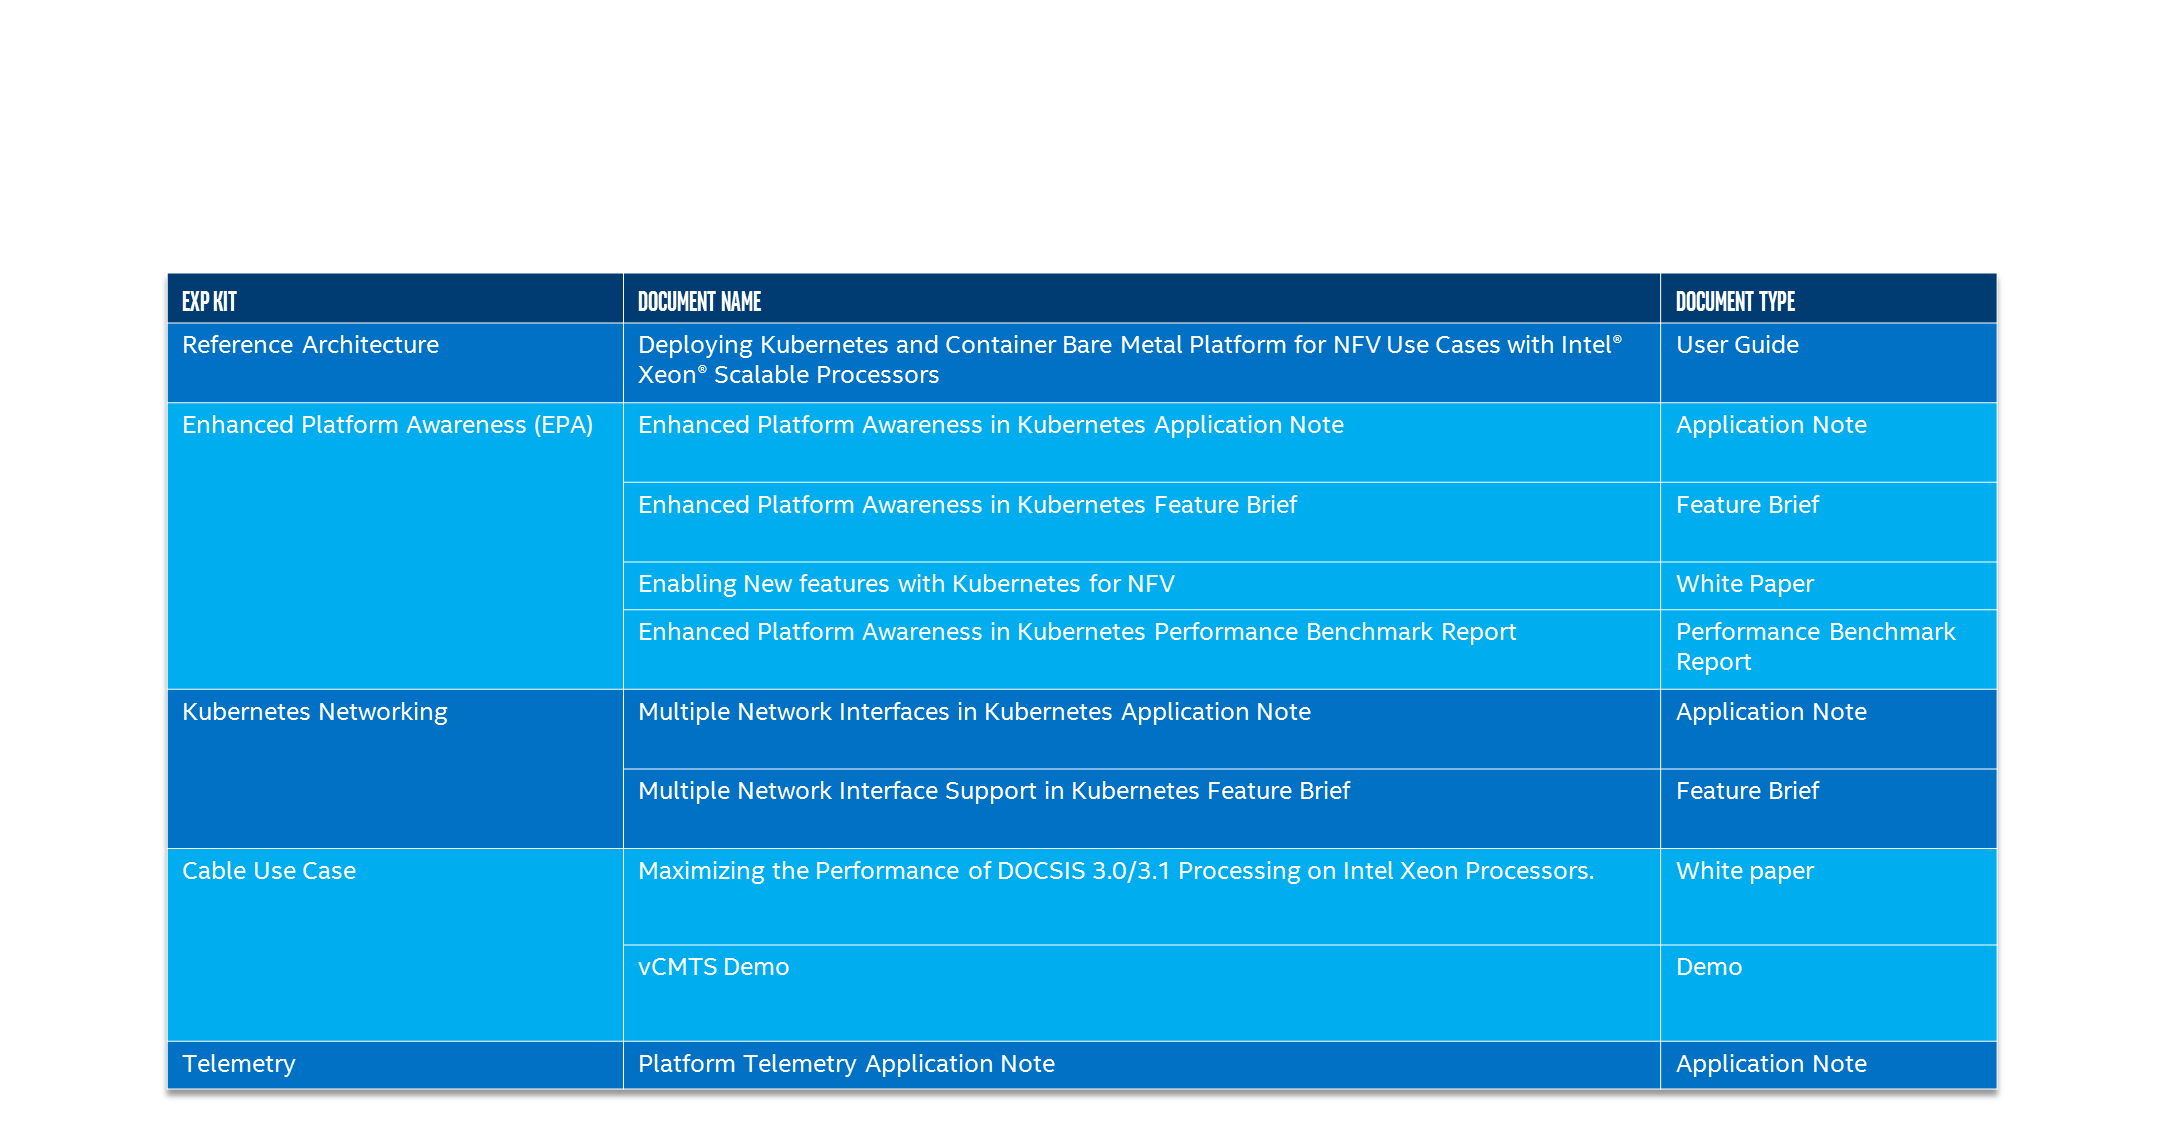 EXP KIT
DOCUMENT NAME
DOCUMENT TYPE
Reference Architecture
Deploying Kubernetes and Container Bare Metal Platform for NFV Use Cases with Intel®
Xeon® Scalable Processors
User Guide
Enhanced Platform Awareness (EPA)
Enhanced Platform Awareness in Kubernetes Application Note
Application Note
Enhanced Platform Awareness in Kubernetes Feature Brief
Feature Brief
Enabling New features with Kubernetes for NFV
White Paper
Enhanced Platform Awareness in Kubernetes Performance Benchmark Report
Performance Benchmark
Report
Kubernetes Networking
Multiple Network Interfaces in Kubernetes Application Note
Application Note
Multiple Network Interface Support in Kubernetes Feature Brief
Feature Brief
Cable Use Case
Maximizing the Performance of DOCSIS 3.0/3.1 Processing on Intel Xeon Processors.
White paper
vCMTS Demo
Demo
Telemetry
Platform Telemetry Application Note
Application Note